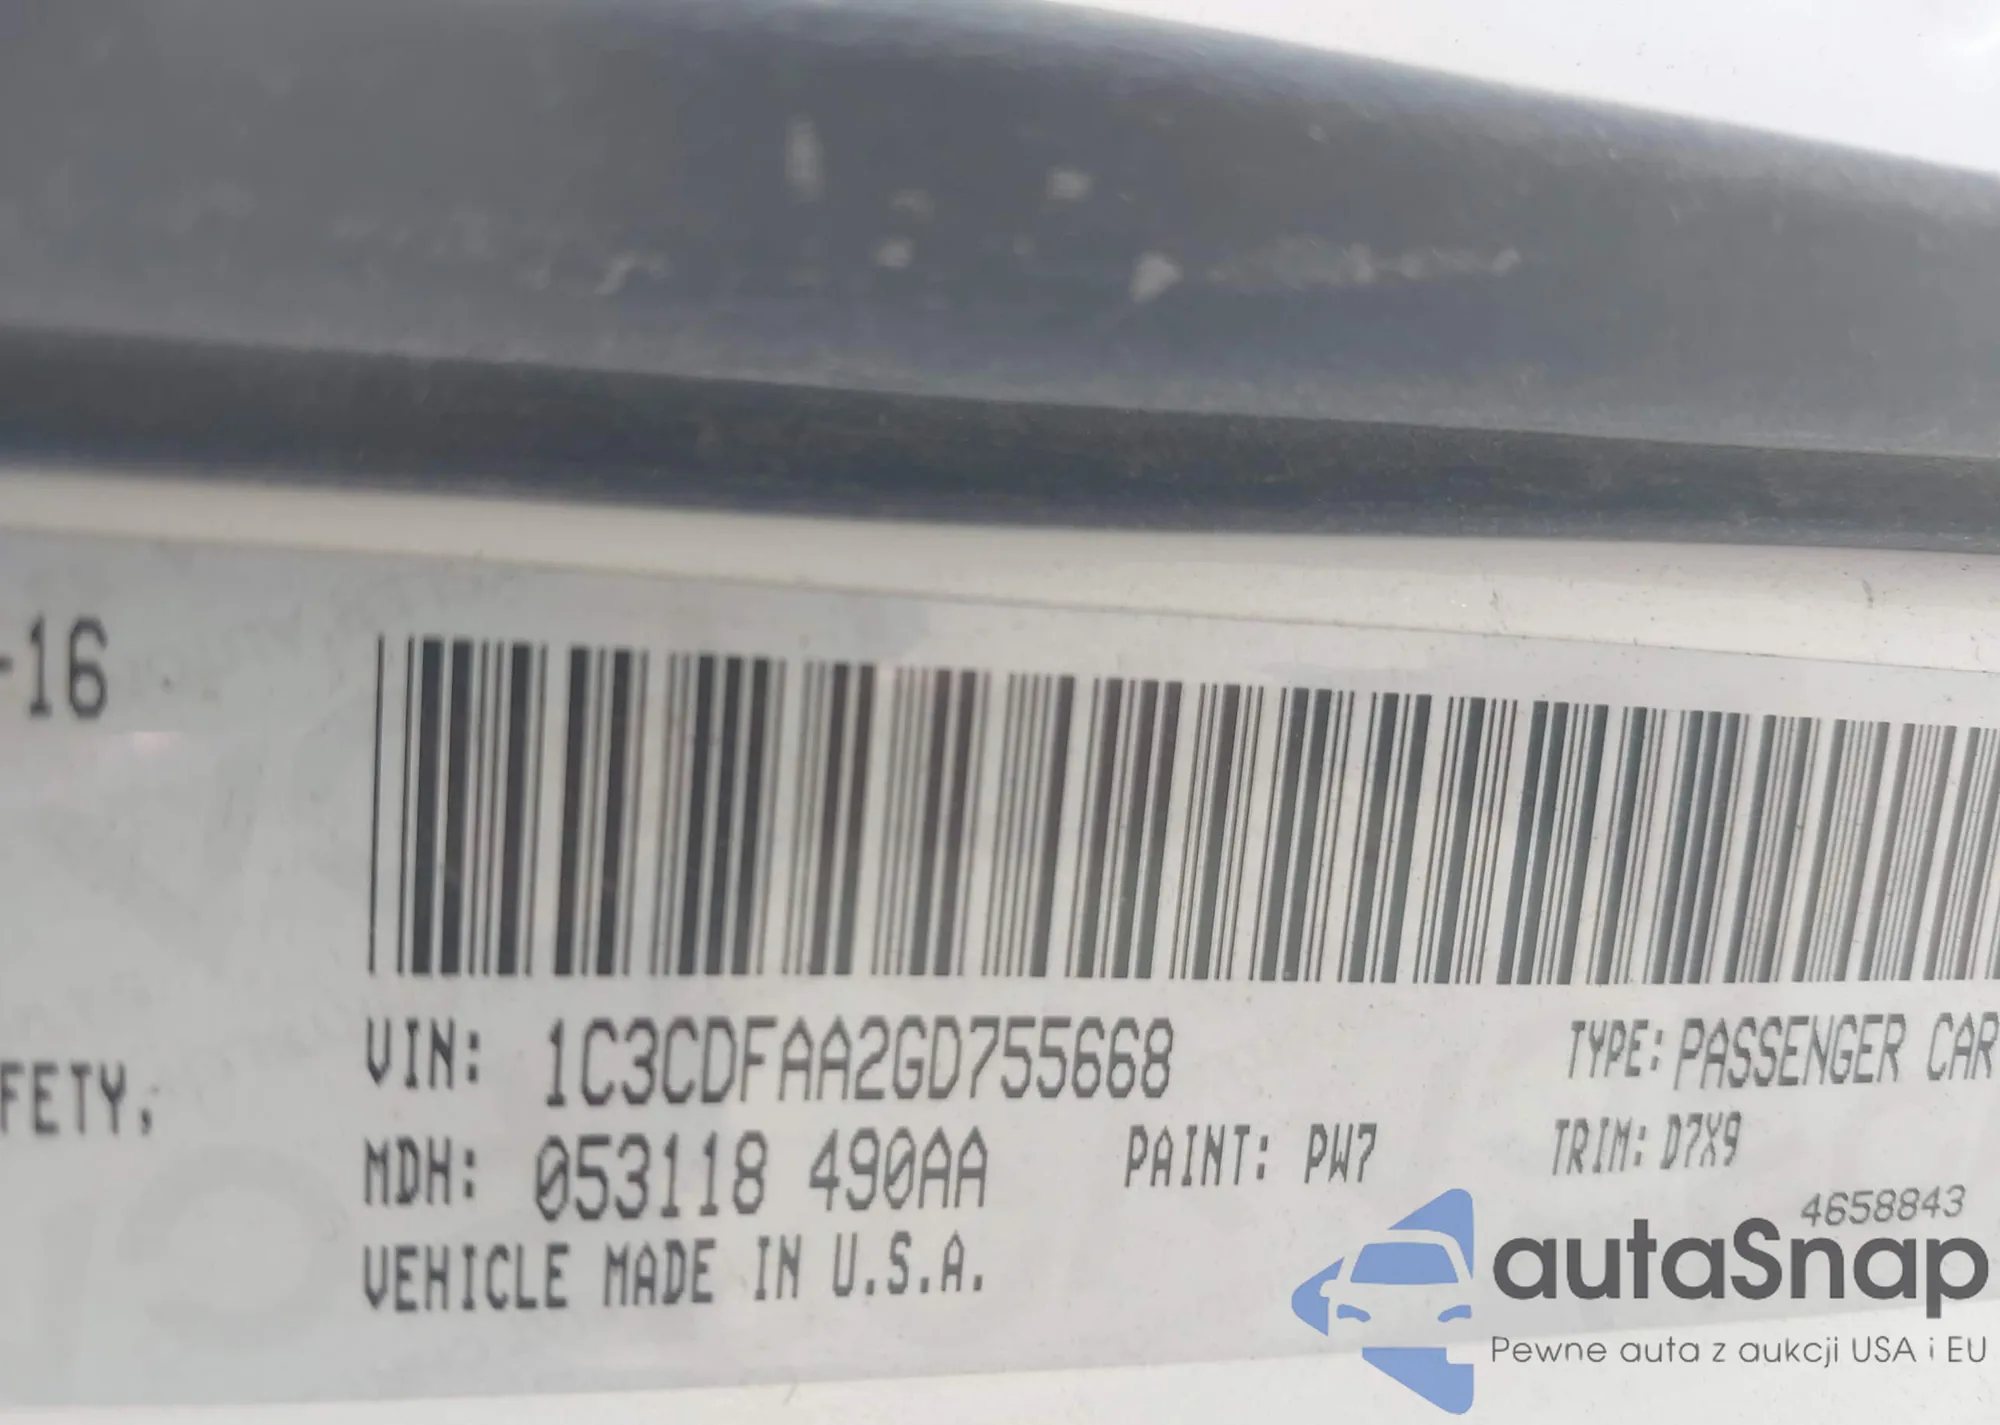 -16
FETY,
VIN: 1C3CDFAA2GD755668
TYPE: PASSENGER CAR
MDH: 053118 490AA
PAINT: PW7
TRIM: D7X9
VEHICLE MADE IN U.S.A.
4658843
autaSnap
Pewne auta z aukcji USA i EU